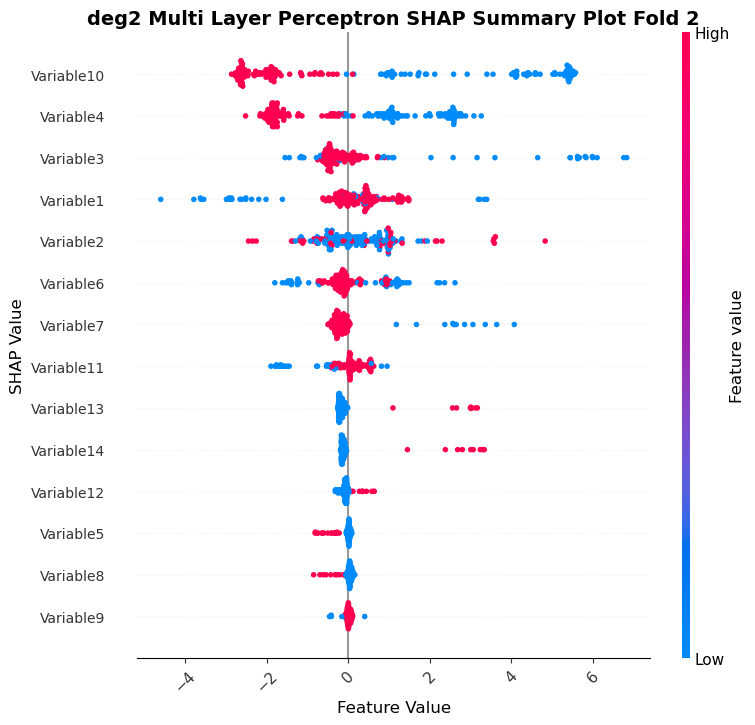 deg2 Multi Layer Perceptron SHAP Summary Plot Fold 2
High
Variable10
Variable4
Variable3
Variable1
Variable2
Variable6
Variable7
Variable11
Variable13
Variable14
Variable12
Variable5
Variable8
Variable9
SHAP Value
Feature value
Low
−4
−2
0
2
4
6
Feature Value